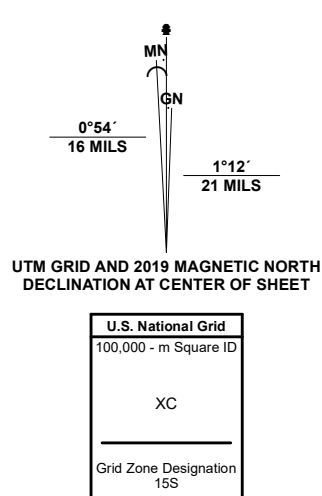 MN
GN
0°54´
16 MILS
1°12´
21 MILS
UTM GRID AND 2019 MAGNETIC NORTH
DECLINATION AT CENTER OF SHEET
U.S. National Grid
100,000 - m Square ID
XC
Grid Zone Designation
15S